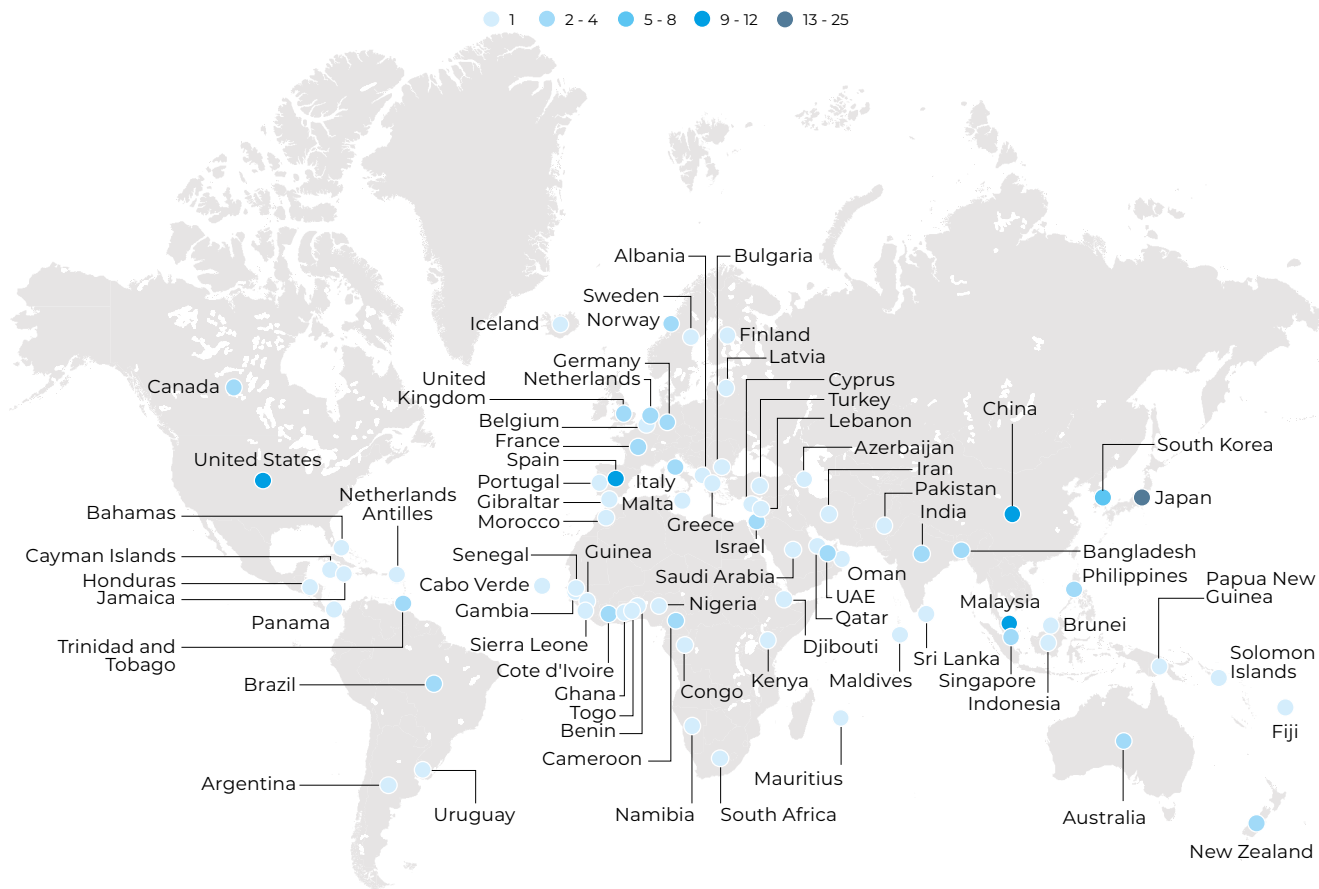 1
2 - 4
5 - 8
9 - 12
13 - 25
Albania
Bulgaria
Sweden
Iceland
Norway
Finland
Latvia
Germany
Netherlands
United
Kingdom
Canada
Cyprus
Turkey
Lebanon
China
Belgium
France
Spain
Azerbaijan
South Korea
United States
Iran
Portugal
Italy
Pakistan
Netherlands
Antilles
Gibraltar
Malta
Japan
Bahamas
Morocco
Greece
India
Israel
Cayman Islands
Senegal
Guinea
Bangladesh
Honduras
Cabo Verde
Saudi Arabia
Oman
Philippines
Papua New
Guinea
Jamaica
Gambia
Nigeria
UAE
Malaysia
Panama
Qatar
Brunei
Trinidad and
Tobago
Sierra Leone
Djibouti
Sri Lanka
Solomon
Islands
Cote d'Ivoire
Brazil
Ghana
Congo
Kenya
Maldives
Singapore
Togo
Indonesia
Benin
Fiji
Cameroon
Argentina
Mauritius
Uruguay
Namibia
South Africa
Australia
New Zealand